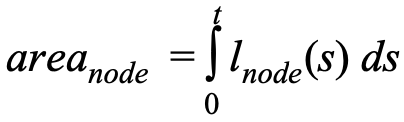 area_node = ∫_0^t l_node(s) ds